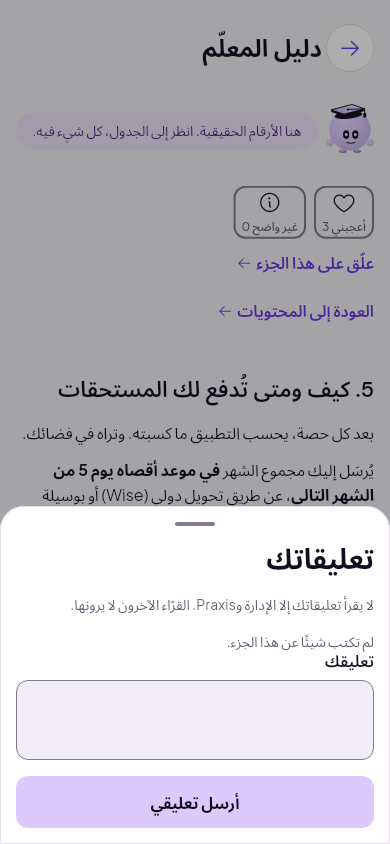 دليل المعلّم
هنا الأرقام الحقيقية. انظر إلى الجدول، كل شيء فيه.
أعجبني 3
غير واضح 0
علّق على هذا الجزء ←
العودة إلى المحتويات ←
5. كيف ومتى تُدفع لك المستحقات
بعد كل حصة، يحسب التطبيق ما كسبته. وتراه في فضائك.
يُرسَل إليك مجموع الشهر في موعد أقصاه يوم 5 من
الشهر التالي، عن طريق تحويل دولي (Wise) أو بوسيلة
تعليقاتك
لا يقرأ تعليقاتك إلا الإدارة وPraxis. القرّاء الآخرون لا يرونها.
لم تكتب شيئًا عن هذا الجزء.
تعليقك
أرسل تعليقي